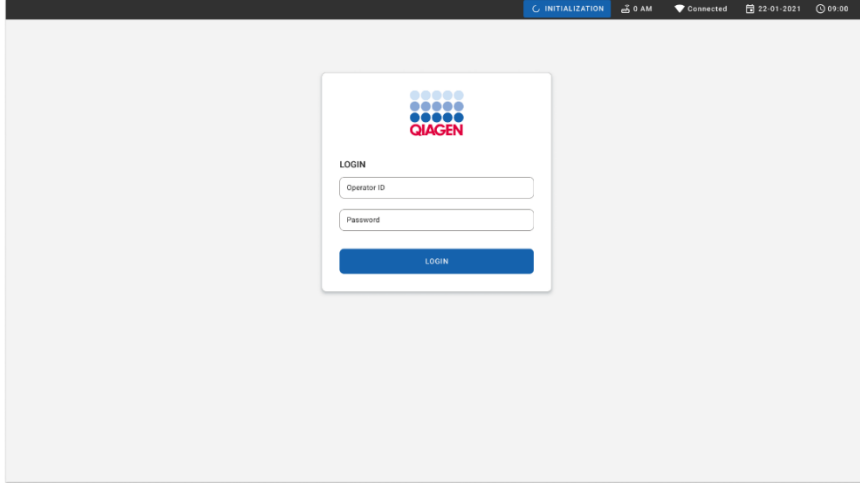 INITIALIZATION 0 AM Connected 22-01-2021 09:00
QIAGEN
LOGIN
Operator ID
Password
LOGIN